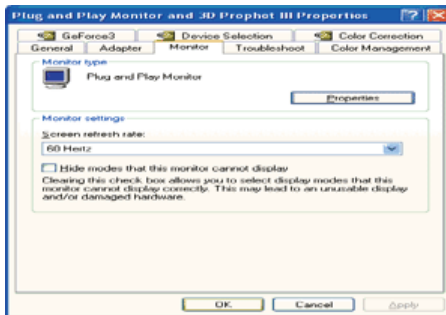 Plug and Play Monitor and 3D Prophet III Properties
GeForce3 Device Selection Color Correction
General Adapter Monitor Troubleshoot Color Management
Monitor type
Plug and Play Monitor
Properties
Monitor settings
Screen refresh rate:
60 Hertz
Hide modes that this monitor cannot display
Clearing this check box allows you to select display modes that this
monitor cannot display correctly. This may lead to an unusable display
and/or damaged hardware.
OK Cancel Apply